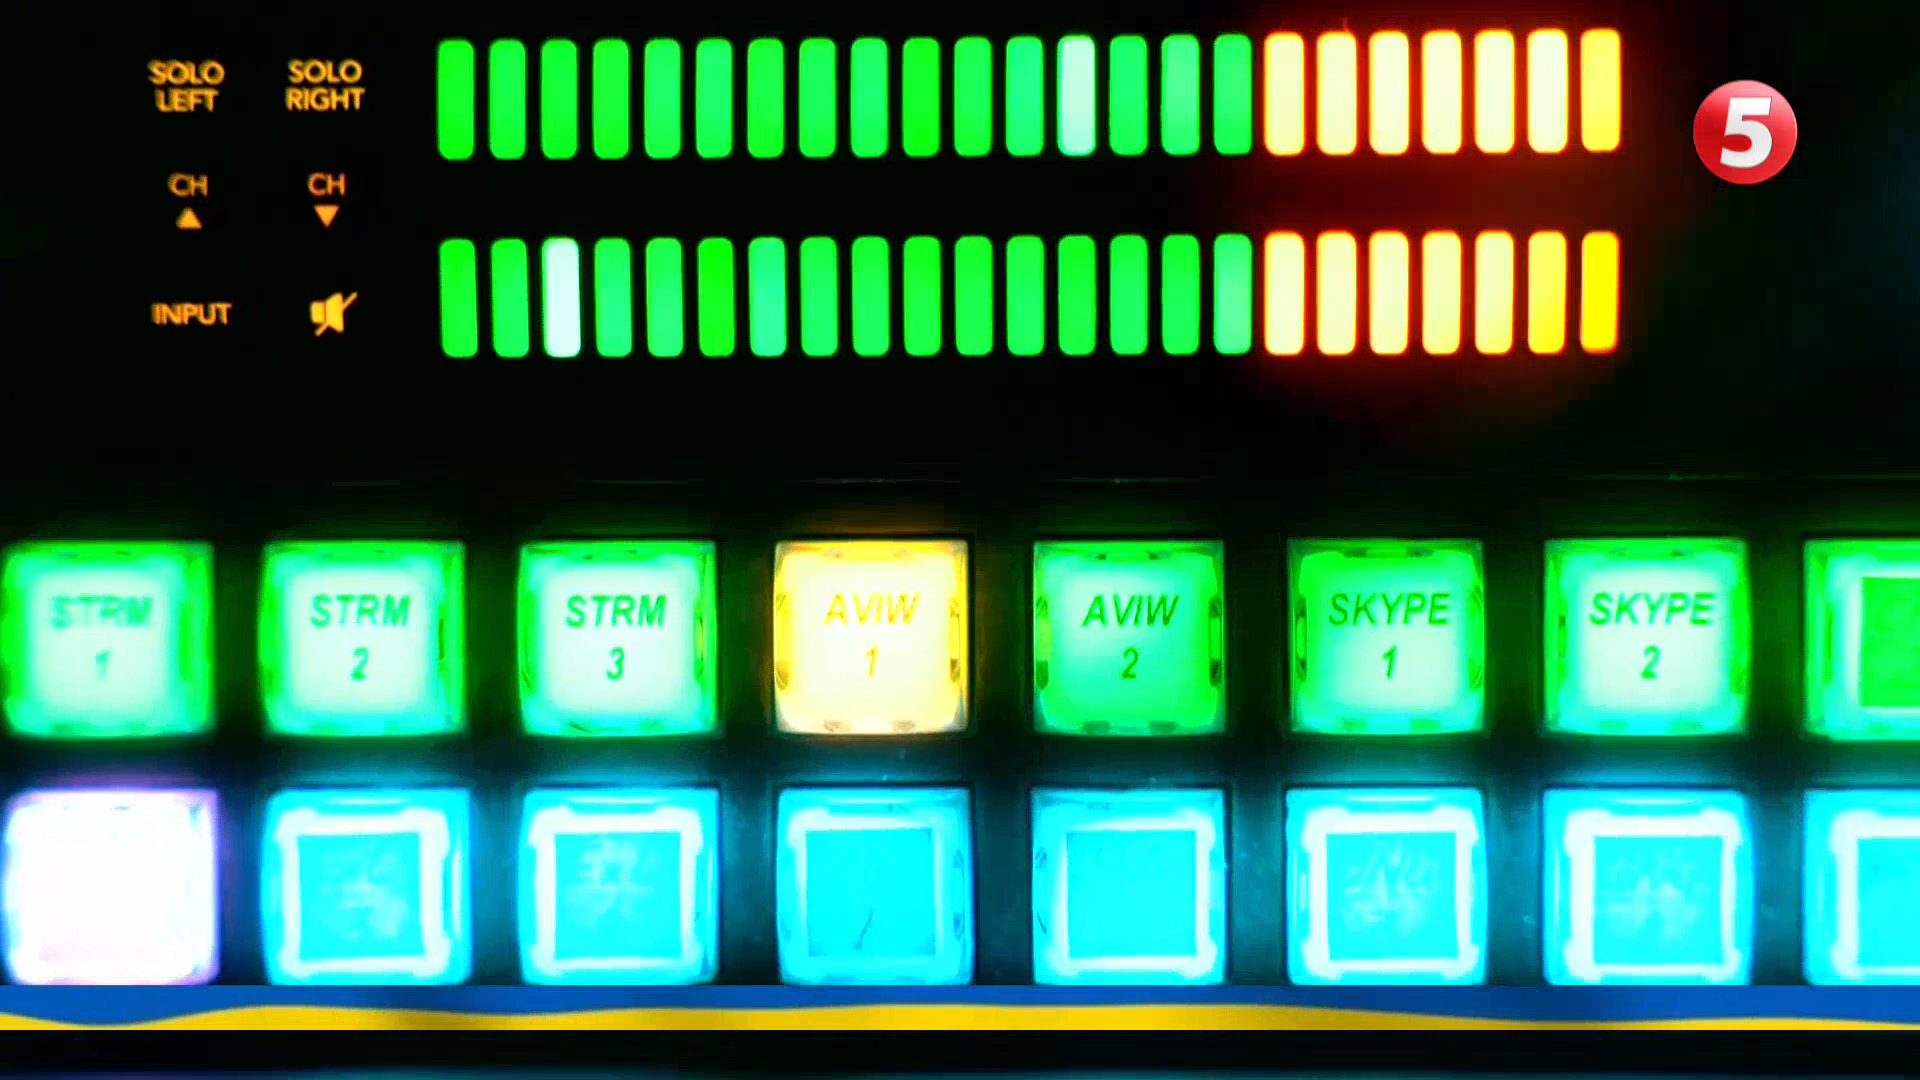 SOLO LEFT
SOLO RIGHT
CH
CH
INPUT
5
STRM 1
STRM 2
STRM 3
AVIW 1
AVIW 2
SKYPE 1
SKYPE 2